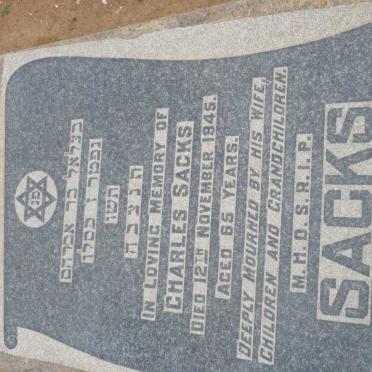 פנ
בצלאל בר אברהם
נפטר ז כסלו
תשו
ת נ צ ב ה
IN LOVING MEMORY OF
CHARLES SACKS
DIED 12TH NOVEMBER 1945.
AGED 65 YEARS.
DEEPLY MOURNED BY HIS WIFE,
CHILDREN AND GRANDCHILDREN.
M.H.D.S.R.I.P.
SACKS